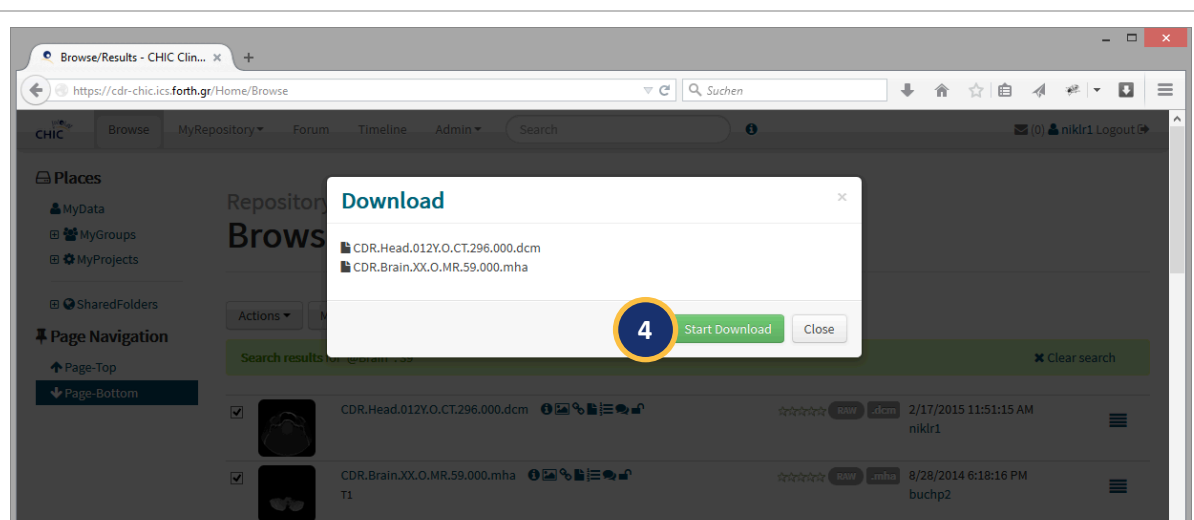 Browse/Results - CHIC Clin...
https://cdr-chic.ics.forth.gr/Home/Browse
Suchen
CHIC Browse MyRepository Forum Timeline Admin Search (0) niklr1 Logout
Places
MyData
MyGroups
MyProjects
SharedFolders
Page Navigation
Page-Top
Page-Bottom
Repository
Brows
Download
CDR.Head.012Y.O.CT.296.000.dcm
CDR.Brain.XX.O.MR.59.000.mha
4 Start Download Close
Actions M
Search results for
Clear search
CDR.Head.012Y.O.CT.296.000.dcm RAW .dcm 2/17/2015 11:51:15 AM
niklr1
CDR.Brain.XX.O.MR.59.000.mha RAW .mha 8/28/2014 6:18:16 PM
T1 buchp2